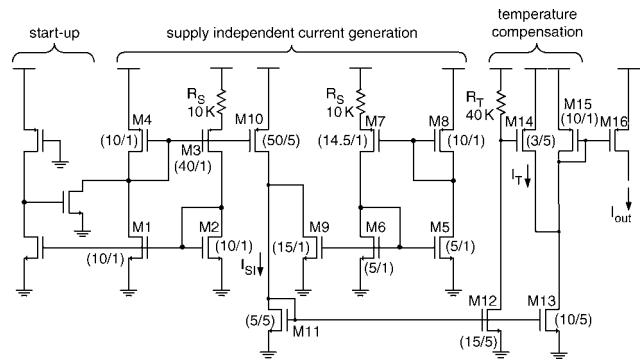 start-up
supply independent current generation
temperature
compensation
R_S
10 K
M10
M4
(10/1)
M3
(40/1)
(50/5)
R_S
10 K
M7
(14.5/1)
M8
(10/1)
R_T
40 K
M14
(3/5)
M15
(10/1)
M16
I_T
I_out
M1
(10/1)
M2
(10/1)
M9
(15/1)
M6
(5/1)
M5
(5/1)
I_SI
(5/5)
M11
M12
(15/5)
M13
(10/5)